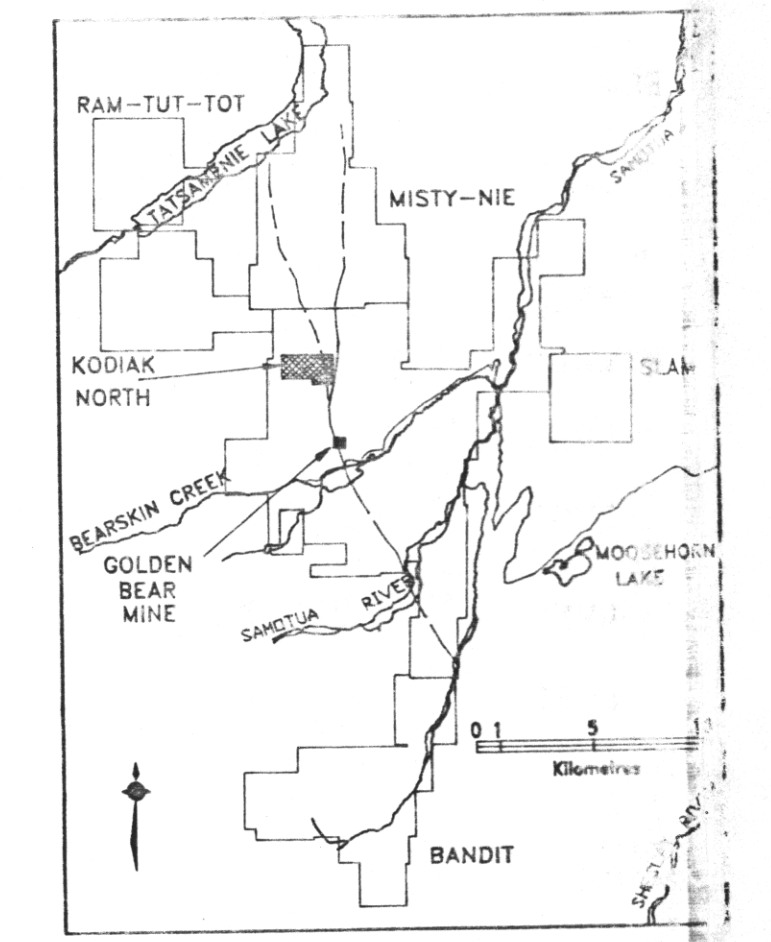 RAM-TUT-TOT
TATSAMENIE LAKE
SAMOTUA
MISTY-NIE
KODIAK
NORTH
SLAM
BEARSKIN CREEK
GOLDEN
BEAR
MINE
MOOSEHORN
LAKE
SAMOTUA RIVER
0 1 5
Kilometres
BANDIT